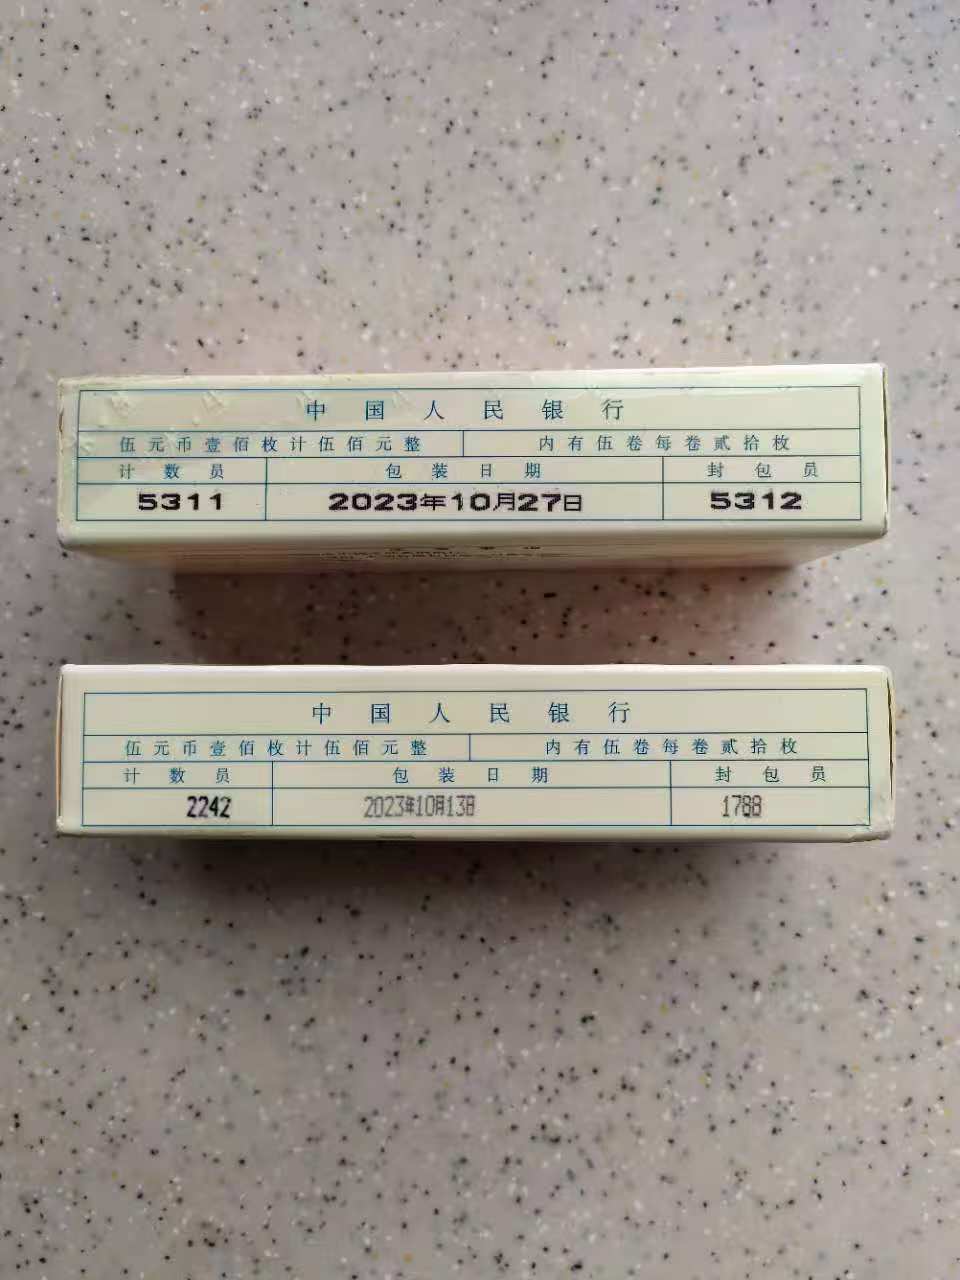 中国人民银行
伍元币壹佰枚计伍佰元整 内有伍卷每卷贰拾枚
计数员 包装日期 封包员
5311 2023年10月27日 5312
中国人民银行
伍元币壹佰枚计伍佰元整 内有伍卷每卷贰拾枚
计数员 包装日期 封包员
2242 2023年10月13日 1788